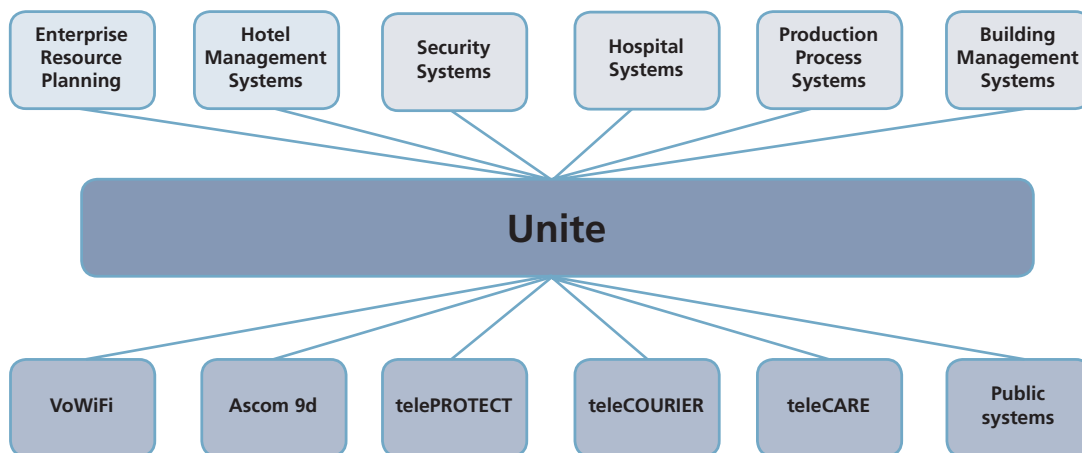 Enterprise
Resource
Planning
Hotel
Management
Systems
Security
Systems
Hospital
Systems
Production
Process
Systems
Building
Management
Systems
Unite
VoWiFi
Ascom 9d
telePROTECT
teleCOURIER
teleCARE
Public
systems